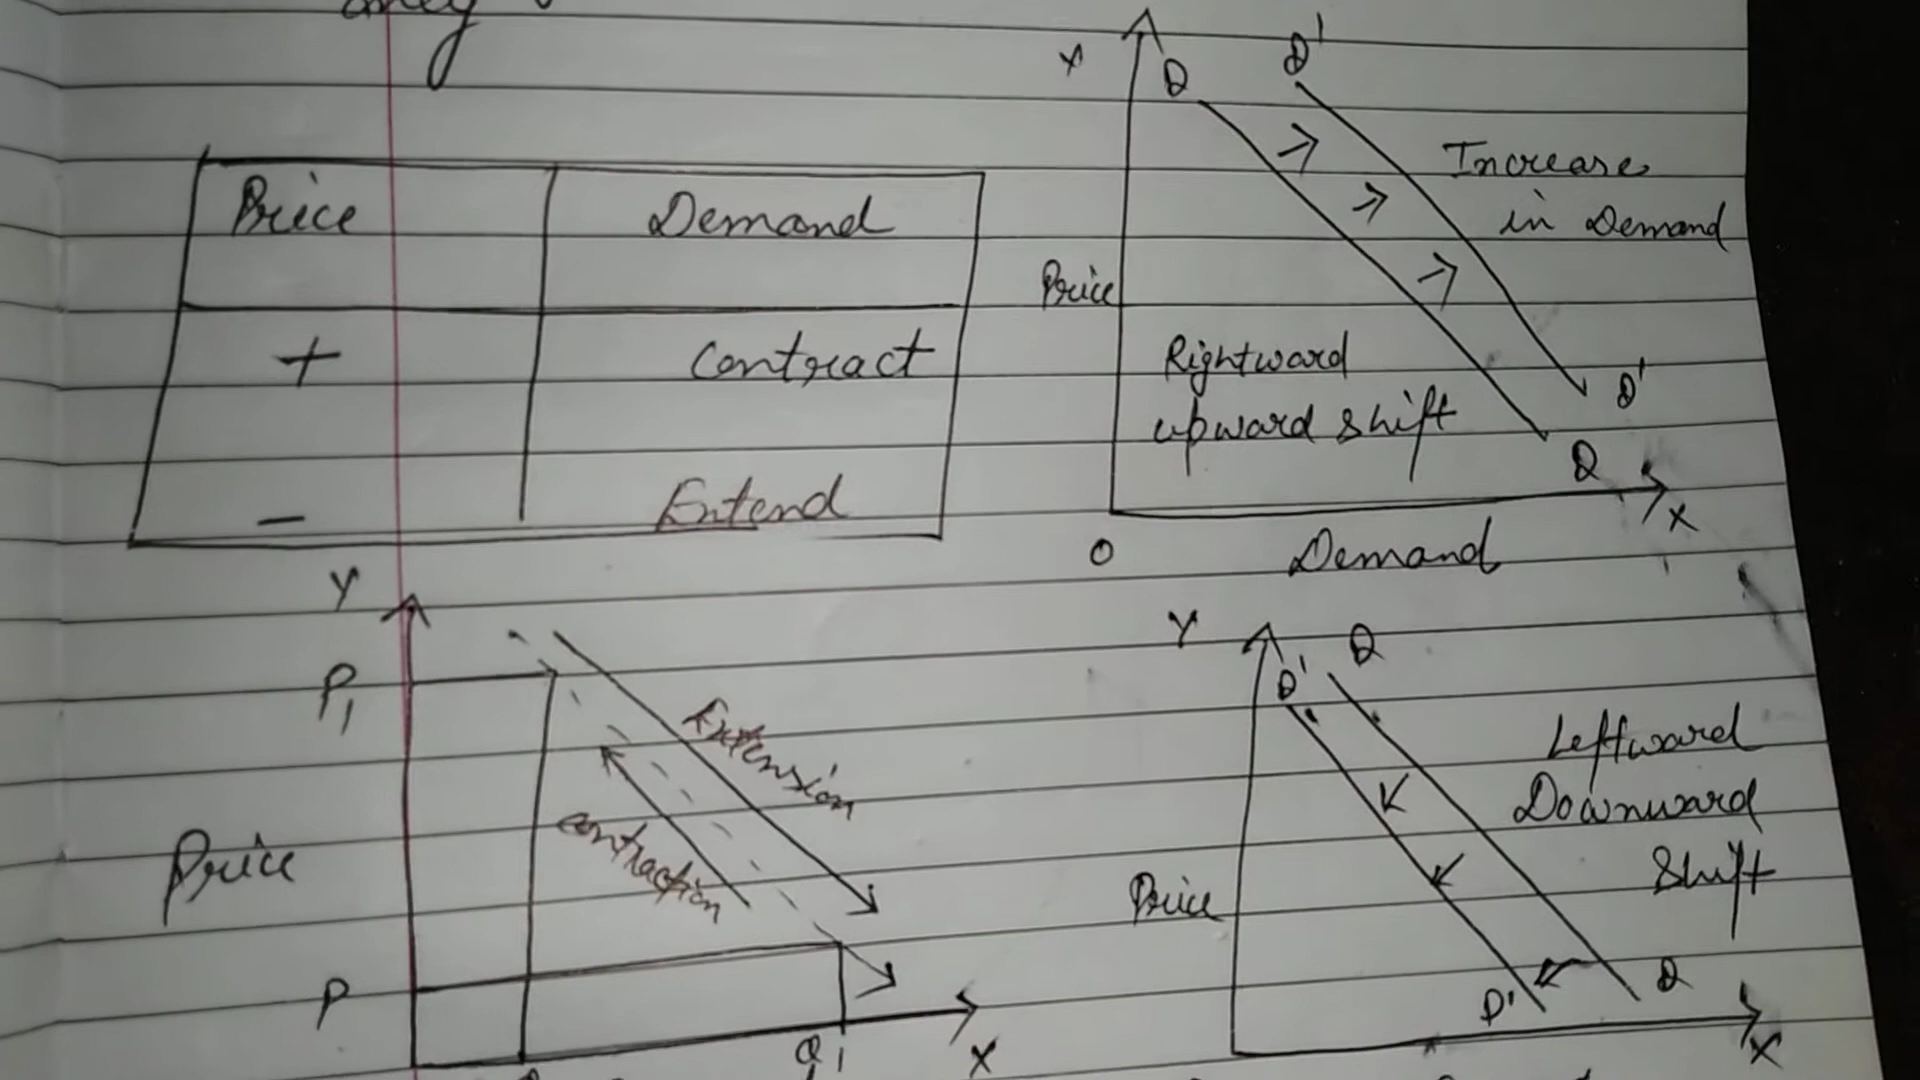 Price Demand
+ Contract
- Extend
Y
P1
Price
P
Extension
contraction
Q1
X
Y
D D'
Increase
in Demand
Price
Rightward
upward shift
D'
D
X
O
Demand
Y
D
D'
Leftward
Downward
Shift
Price
D' D
X